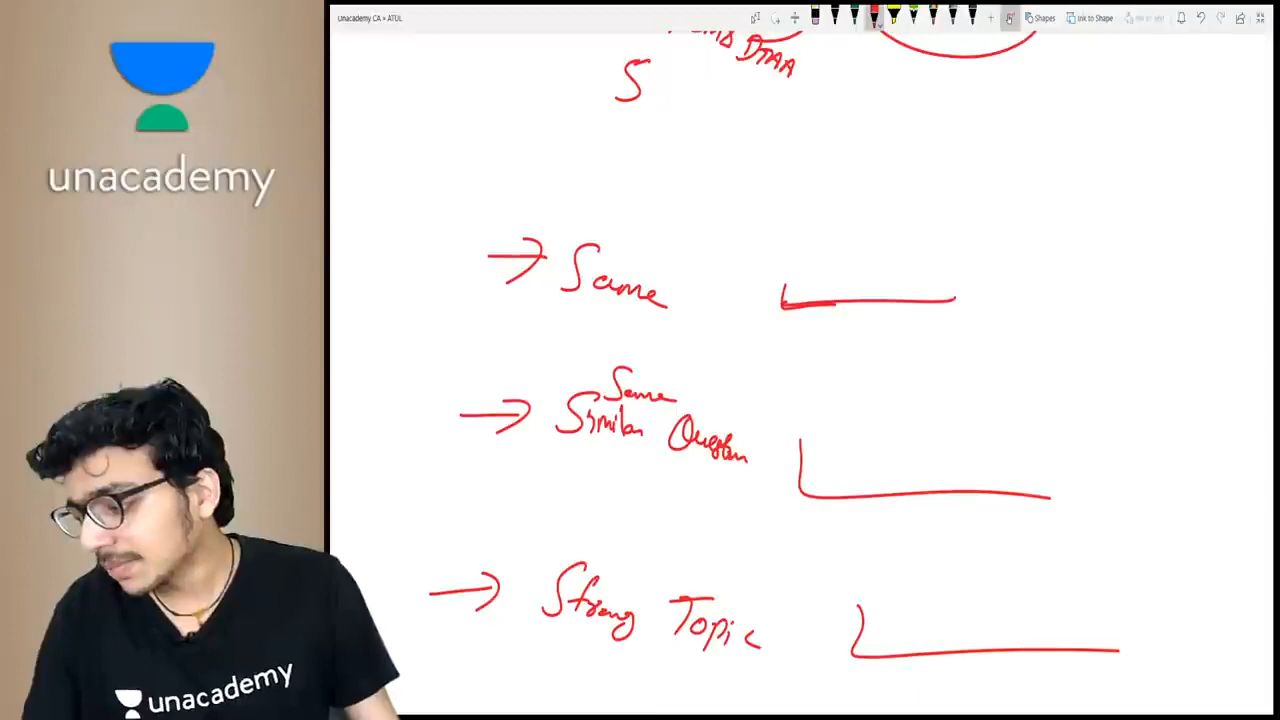 Unacademy CA × ATUL
Shapes
Ink to Shape
DTAA
S
unacademy
→ Same
Same
→ Similar Question
→ Strong Topic
unacademy